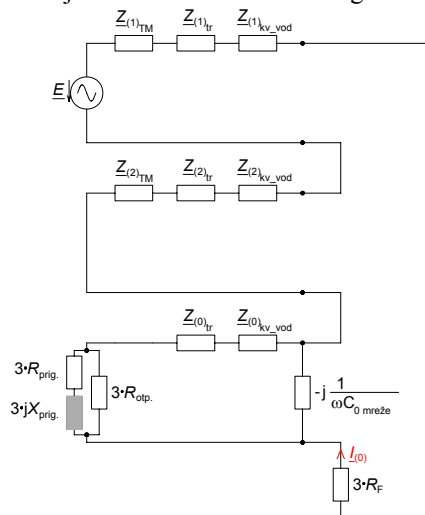 Z(1)TM Z(1)tr Z(1)kv_vod
E
Z(2)TM Z(2)tr Z(2)kv_vod
Z(0)tr Z(0)kv_vod
3•Rprig.
3•Rotp.
3•jXprig.
-j 1/ωC0 mreže
I(0)
3•RF